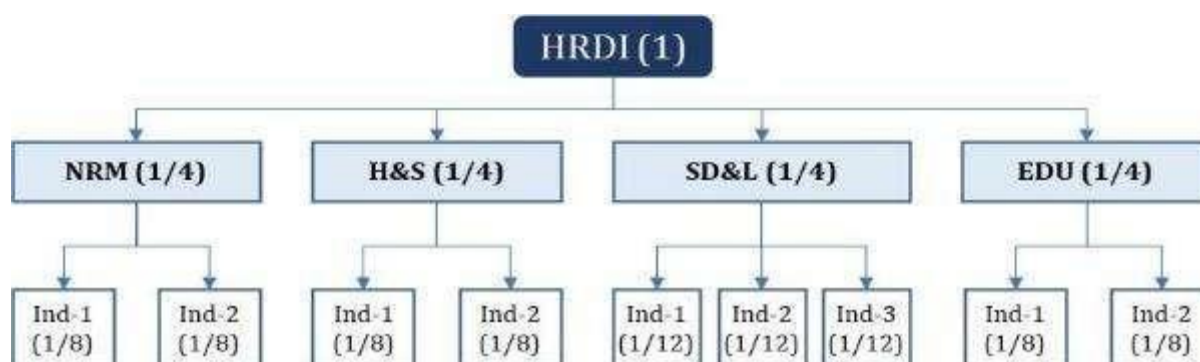 HRDI (1)
NRM (1/4)
H&S (1/4)
SD&L (1/4)
EDU (1/4)
Ind-1
(1/8)
Ind-2
(1/8)
Ind-1
(1/8)
Ind-2
(1/8)
Ind-1
(1/12)
Ind-2
(1/12)
Ind-3
(1/12)
Ind-1
(1/8)
Ind-2
(1/8)